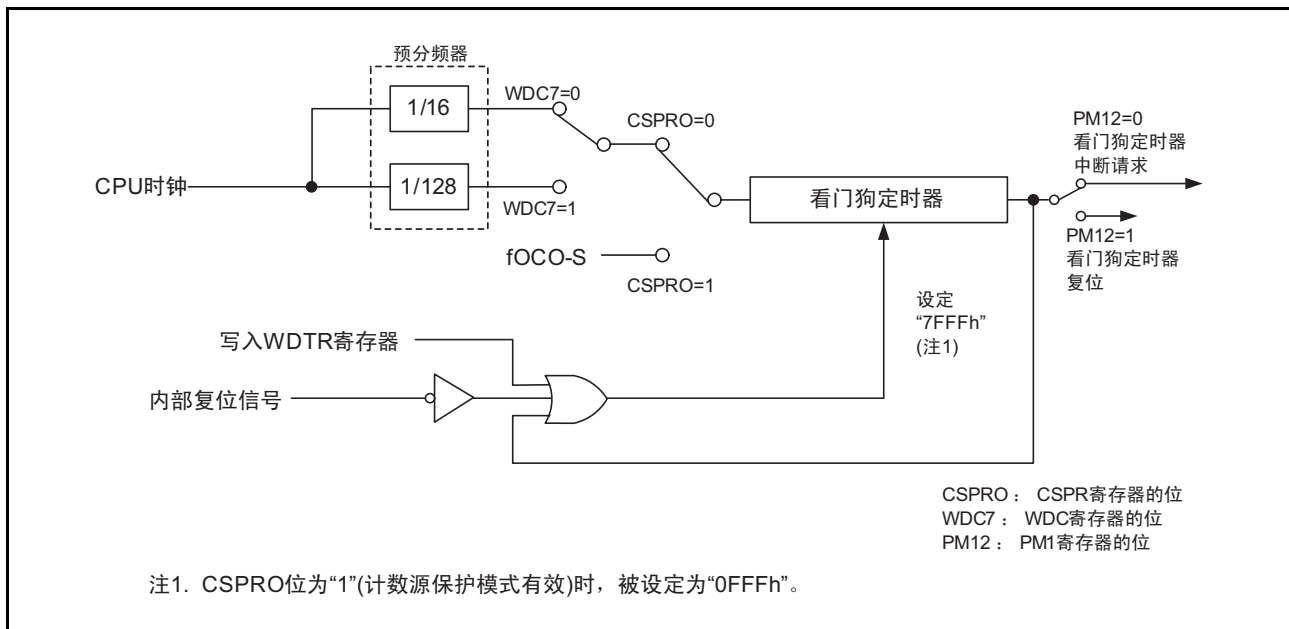 预分频器
1/16
WDC7=0
CSPRO=0
PM12=0
看门狗定时器
中断请求
CPU时钟
1/128
WDC7=1
看门狗定时器
PM12=1
看门狗定时器
复位
fOCO-S
CSPRO=1
设定
“7FFFh”
(注1)
写入WDTR寄存器
内部复位信号
CSPRO： CSPR寄存器的位
WDC7： WDC寄存器的位
PM12： PM1寄存器的位
注1. CSPRO位为“1”(计数源保护模式有效)时，被设定为“0FFFh”。